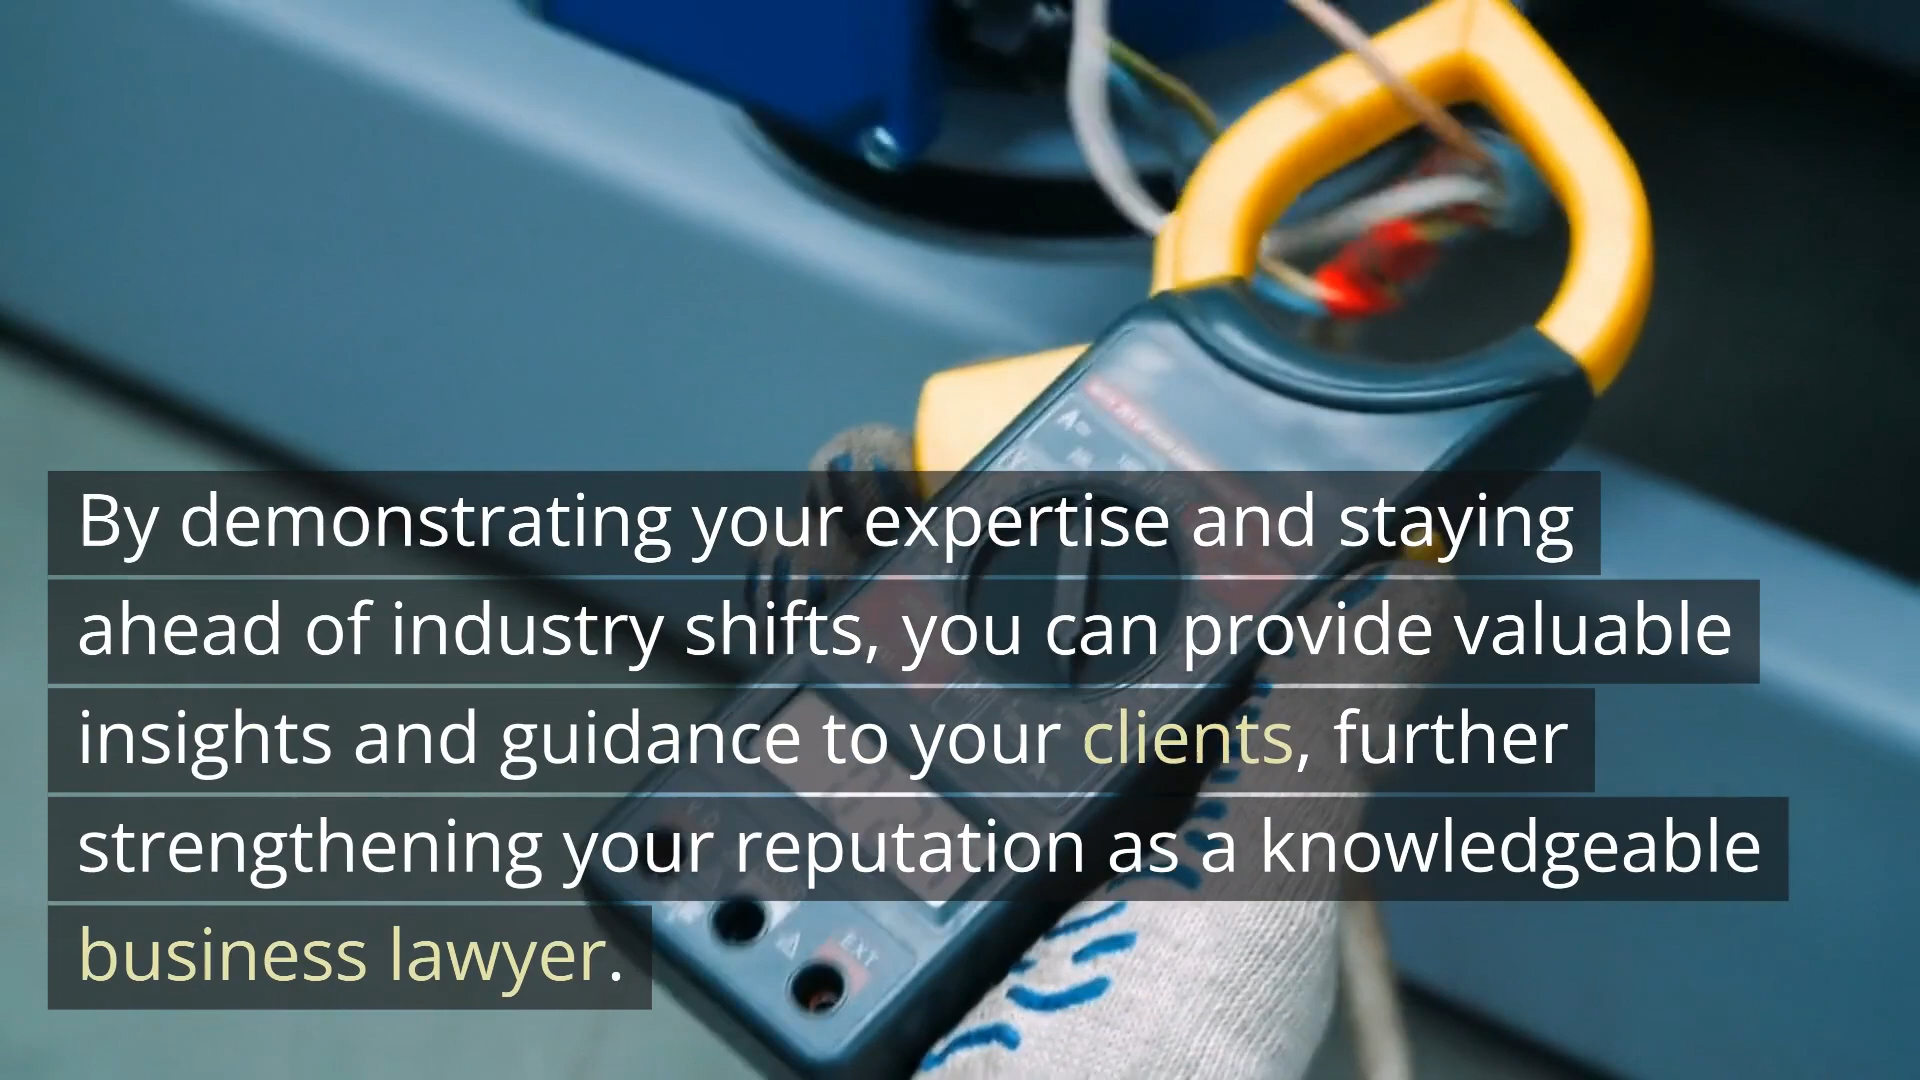 By demonstrating your expertise and staying
ahead of industry shifts, you can provide valuable
insights and guidance to your clients, further
strengthening your reputation as a knowledgeable
business lawyer.
EXT